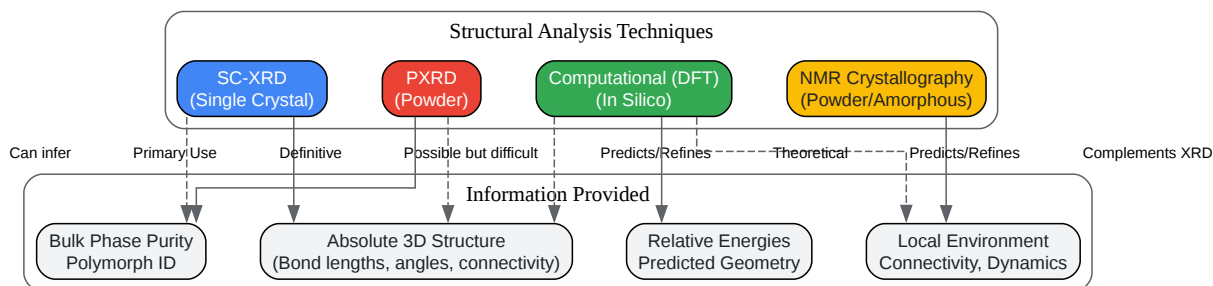 Structural Analysis Techniques
SC-XRD
(Single Crystal)
PXRD
(Powder)
Computational (DFT)
(In Silico)
NMR Crystallography
(Powder/Amorphous)
Can infer
Primary Use
Definitive
Possible but difficult
Predicts/Refines
Theoretical
Predicts/Refines
Complements XRD
Information Provided
Bulk Phase Purity
Polymorph ID
Absolute 3D Structure
(Bond lengths, angles, connectivity)
Relative Energies
Predicted Geometry
Local Environment
Connectivity, Dynamics